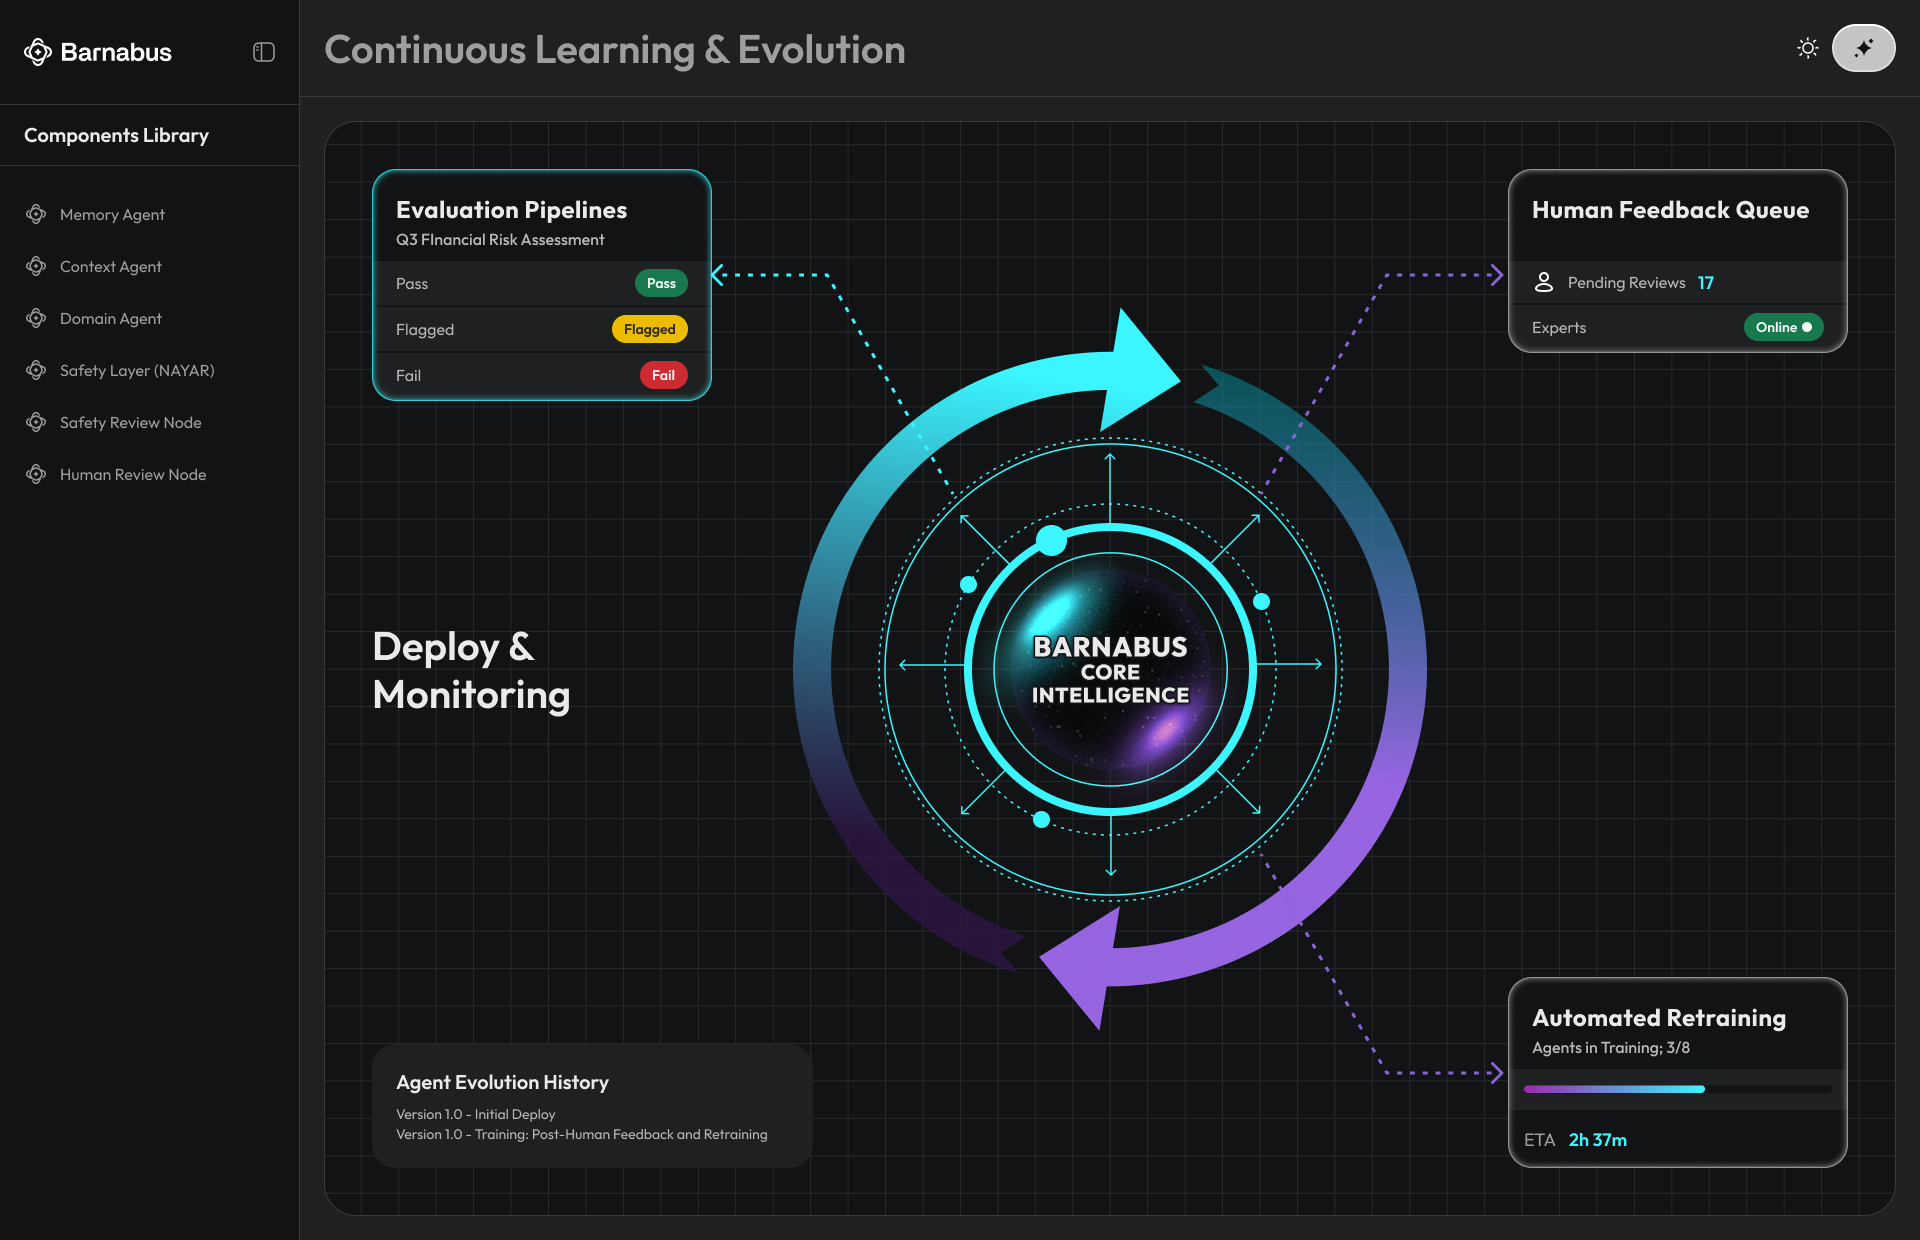 Barnabus
Continuous Learning & Evolution
Components Library
Memory Agent
Context Agent
Domain Agent
Safety Layer (NAYAR)
Safety Review Node
Human Review Node
Evaluation Pipelines
Q3 FInancial Risk Assessment
Pass
Pass
Flagged
Flagged
Fail
Fail
Human Feedback Queue
Pending Reviews 17
Experts
Online
Deploy &
Monitoring
BARNABUS
CORE
INTELLIGENCE
Agent Evolution History
Version 1.0 - Initial Deploy
Version 1.0 - Training: Post-Human Feedback and Retraining
Automated Retraining
Agents in Training; 3/8
ETA 2h 37m